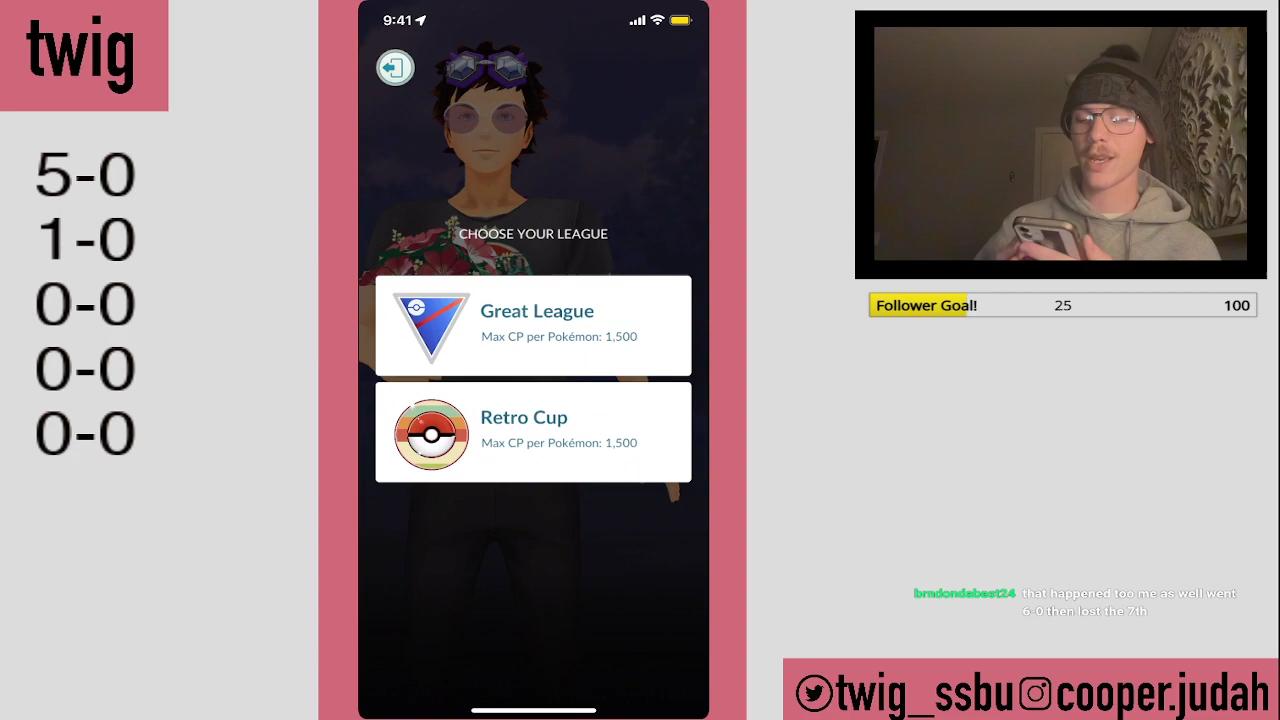 twig
5-0
1-0
0-0
0-0
0-0
9:41
CHOOSE YOUR LEAGUE
Great League
Max CP per Pokémon: 1,500
Retro Cup
Max CP per Pokémon: 1,500
Follower Goal! 25 100
brndondabest24 that happened too me as well went
6-0 then lost the 7th
twig_ssbu cooper.judah